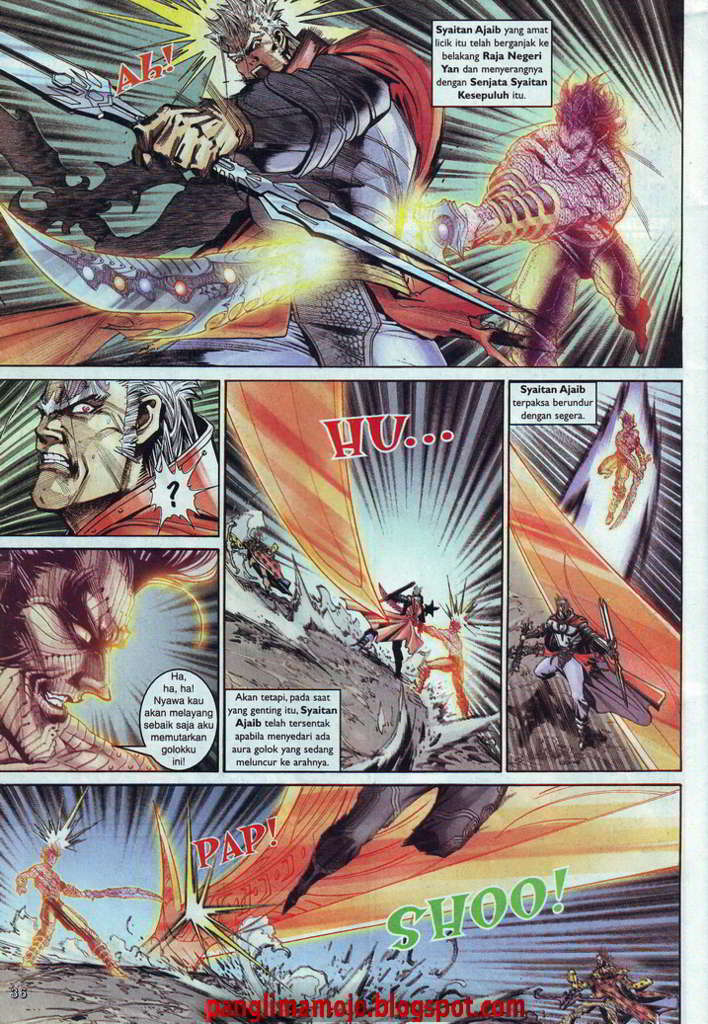 Syaitan Ajaib yang amat
licik itu telah berganjak ke
belakang Raja Negeri
Yan dan menyerangnya
dengan Senjata Syaitan
Kesepuluh itu.
Ah!
?
HU...
Syaitan Ajaib
terpaksa berundur
dengan segera.
Ha,
ha, ha!
Nyawa kau
akan melayang
sebaik saja aku
memutarkan
golokku
ini!
Akan tetapi, pada saat
yang genting itu, Syaitan
Ajaib telah tersentak
apabila menyedari ada
aura golok yang sedang
meluncur ke arahnya.
PAP!
SHOO!
36
panglimamojo.blogspot.com